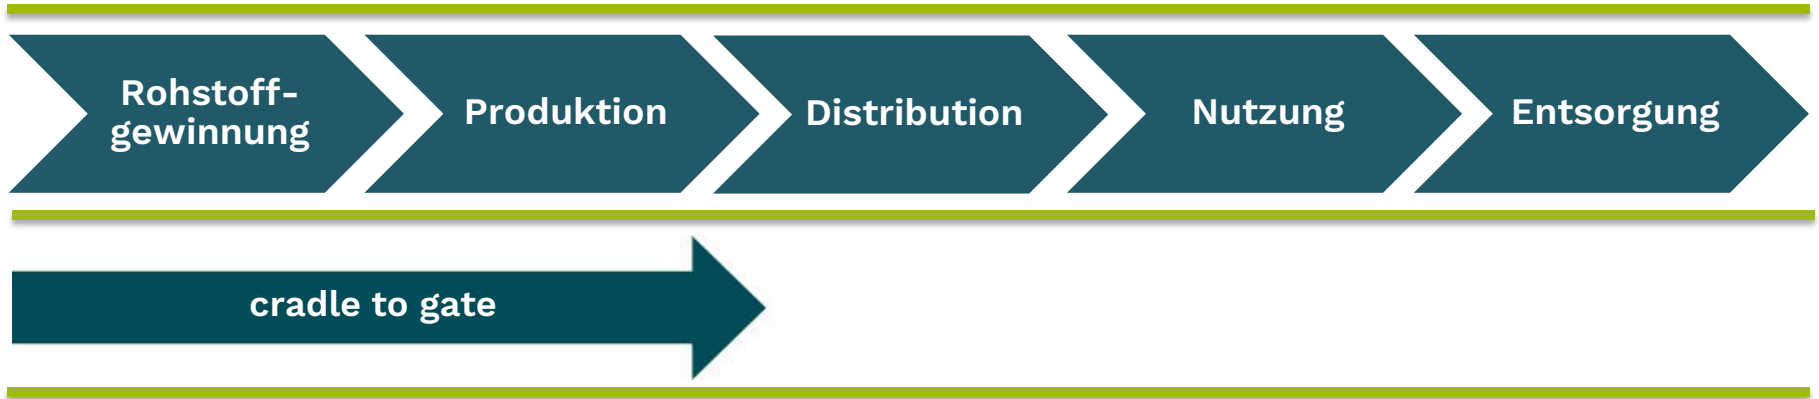 Rohstoff-
gewinnung
Produktion
Distribution
Nutzung
Entsorgung
cradle to gate